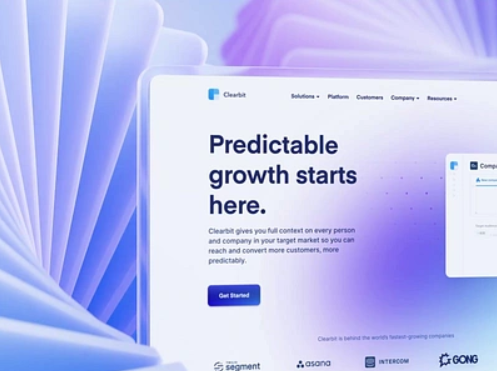 Clearbit
Solutions Platform Customers Company Resources
Predictable
growth starts
here.
Clearbit gives you full context on every person
and company in your target market so you can
reach and convert more customers, more
predictably.
Get Started
Clearbit is behind the world's fastest-growing companies
segment
asana
INTERCOM
GONG